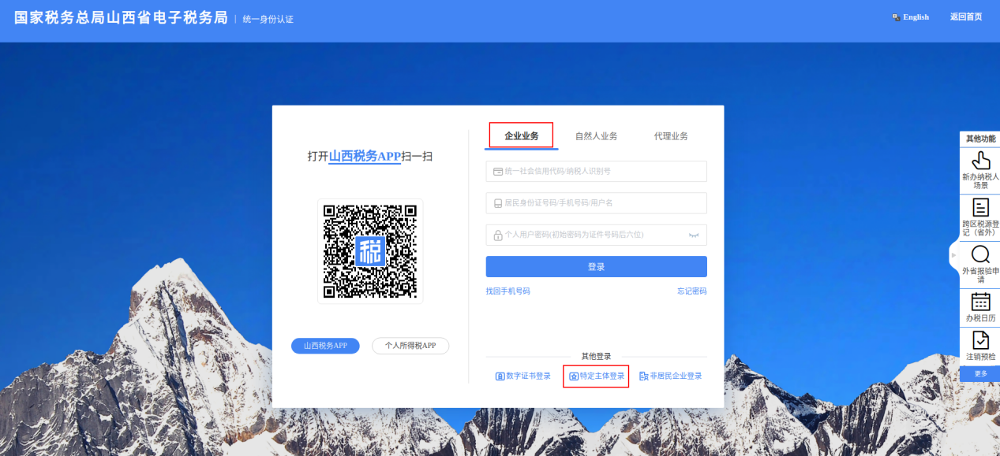 国家税务总局山西省电子税务局 | 统一身份认证
English
返回首页
打开山西税务APP扫一扫
税
山西税务APP
个人所得税APP
企业业务
自然人业务
代理业务
统一社会信用代码/纳税人识别号
居民身份证号码/手机号码/用户名
个人用户密码(初始密码为证件号码后六位)
登录
找回手机号码
忘记密码
其他登录
数字证书登录
特定主体登录
非居民企业登录
其他功能
新办纳税人
场景
跨区税源登
记（省外）
外省报验申
请
办税日历
注销预检
更多